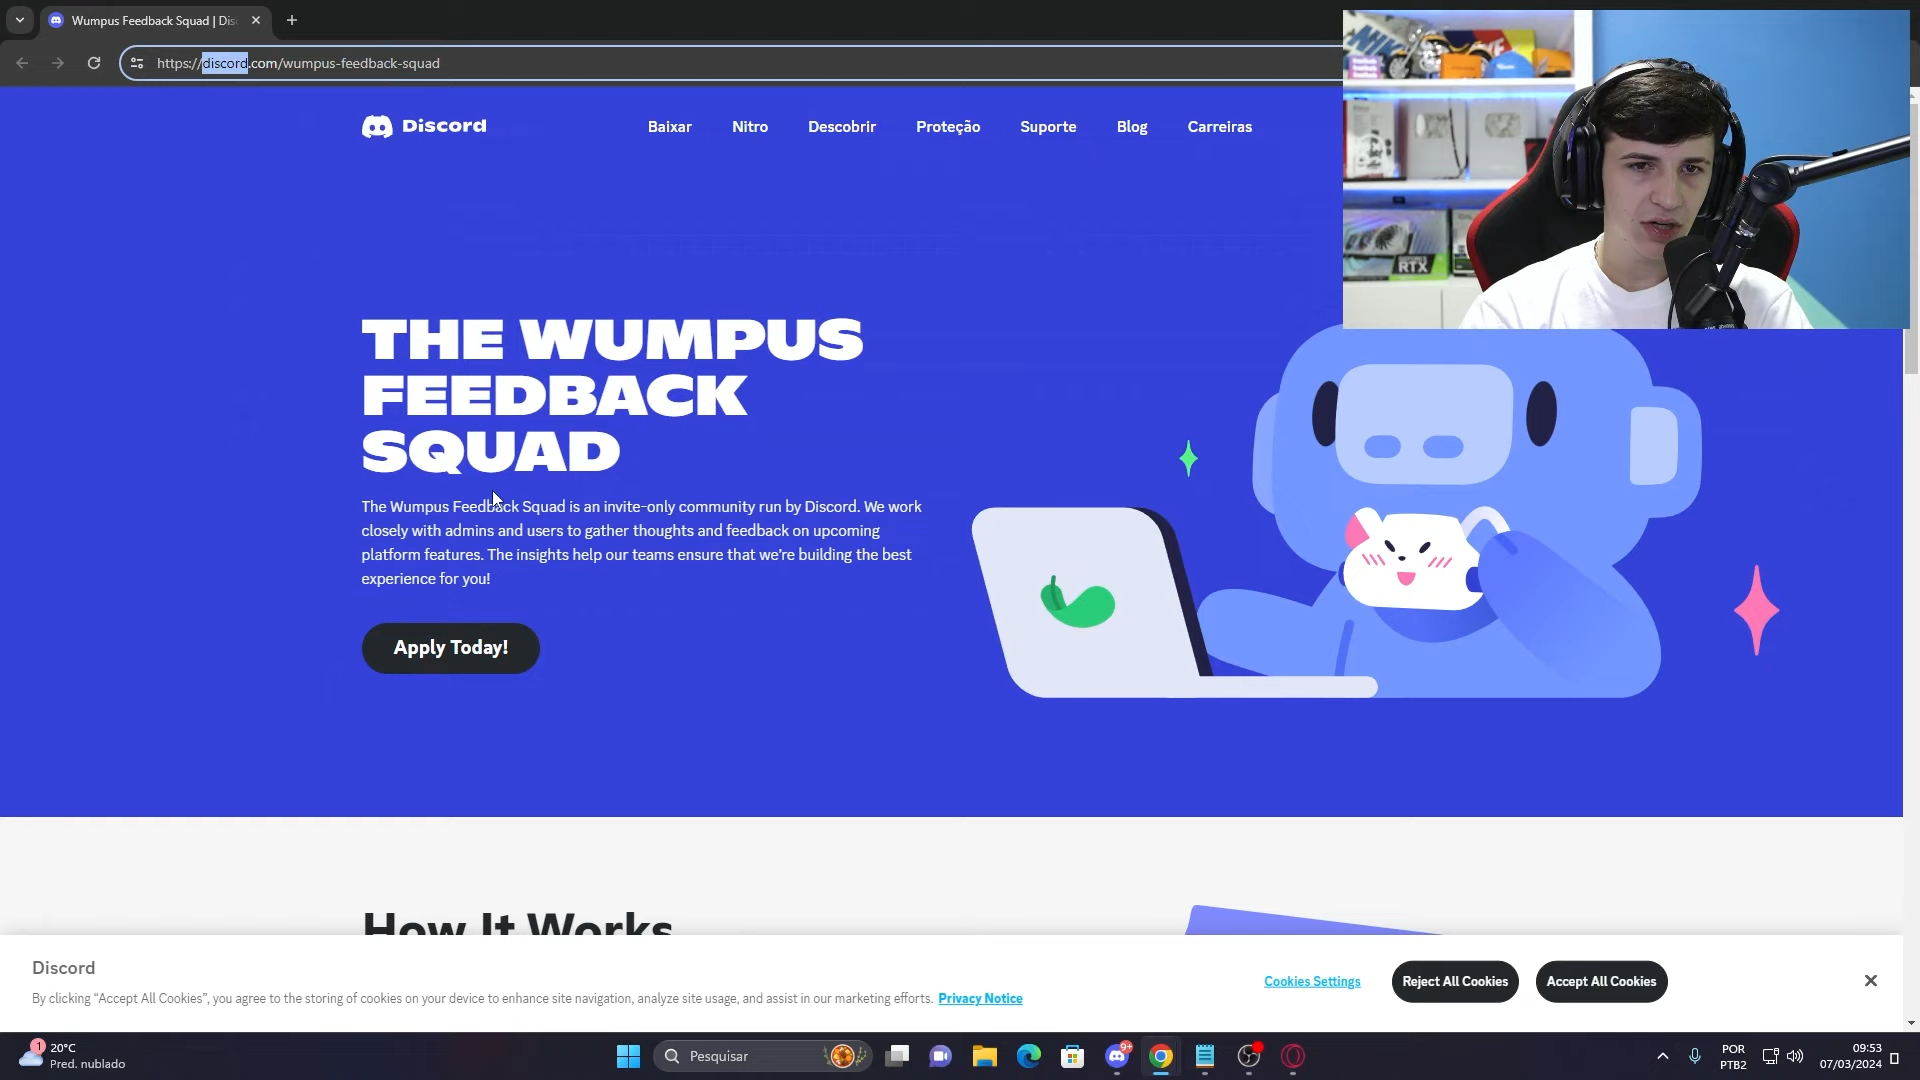 Wumpus Feedback Squad | Dis
https://discord.com/wumpus-feedback-squad
Discord
Baixar
Nitro
Descobrir
Proteção
Suporte
Blog
Carreiras
GEFORCE
RTX
THE WUMPUS
FEEDBACK
SQUAD
The Wumpus Feedback Squad is an invite-only community run by Discord. We work
closely with admins and users to gather thoughts and feedback on upcoming
platform features. The insights help our teams ensure that we're building the best
experience for you!
Apply Today!
How It Works
Discord
By clicking “Accept All Cookies”, you agree to the storing of cookies on your device to enhance site navigation, analyze site usage, and assist in our marketing efforts. Privacy Notice
Cookies Settings
Reject All Cookies
Accept All Cookies
1
20°C
Pred. nublado
Pesquisar
9+
POR
PTB2
09:53
07/03/2024